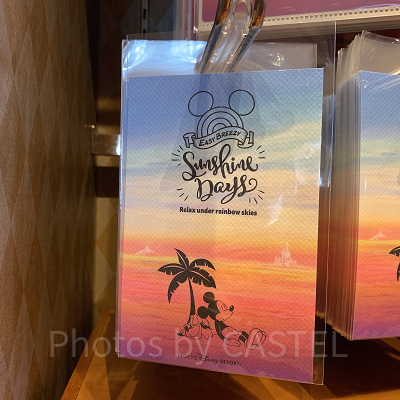 EASY BREEZY
Sunshine
Days
Relax under rainbow skies
Photos by CASTEL
TOKYO DISNEY RESORT